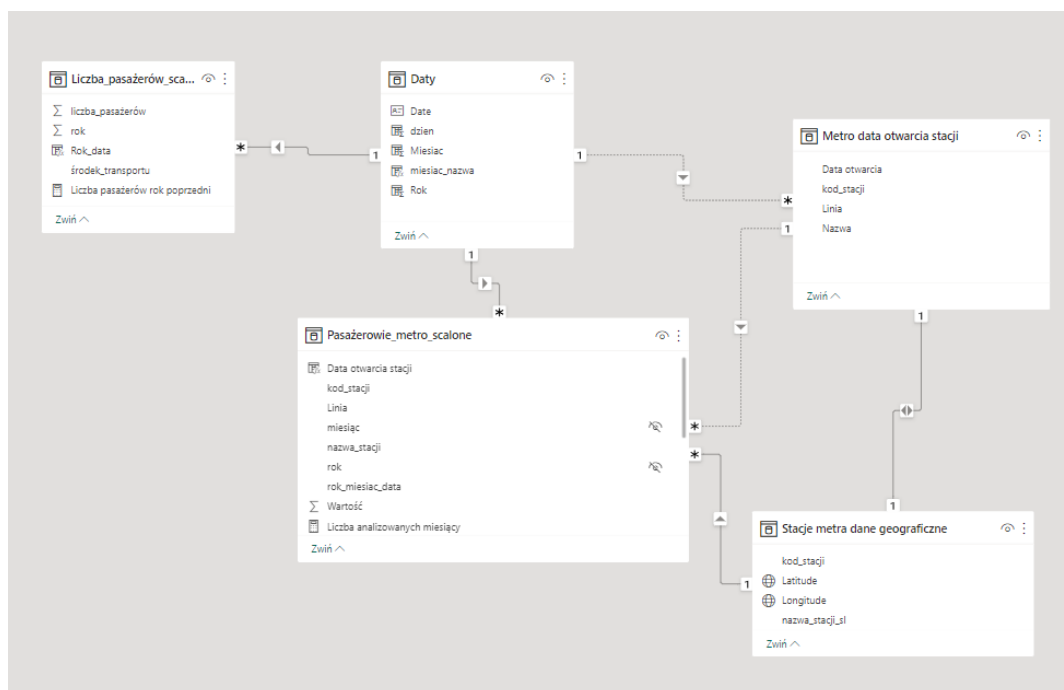 Liczba_pasażerów_sca...
liczba_pasażerów
rok
Rok_data
środek_transportu
Liczba pasażerów rok poprzedni
Zwiń
Daty
Date
dzien
Miesiac
miesiac_nazwa
Rok
Zwiń
Metro data otwarcia stacji
Data otwarcia
kod_stacji
Linia
Nazwa
Zwiń
* 1
1 *
1
1
*
1
Pasażerowie_metro_scalone
Data otwarcia stacji
kod_stacji
Linia
miesiąc
nazwa_stacji
rok
rok_miesiac_data
Wartość
Liczba analizowanych miesięcy
Zwiń
*
*
1
1
Stacje metra dane geograficzne
kod_stacji
Latitude
Longitude
nazwa_stacji_sl
Zwiń